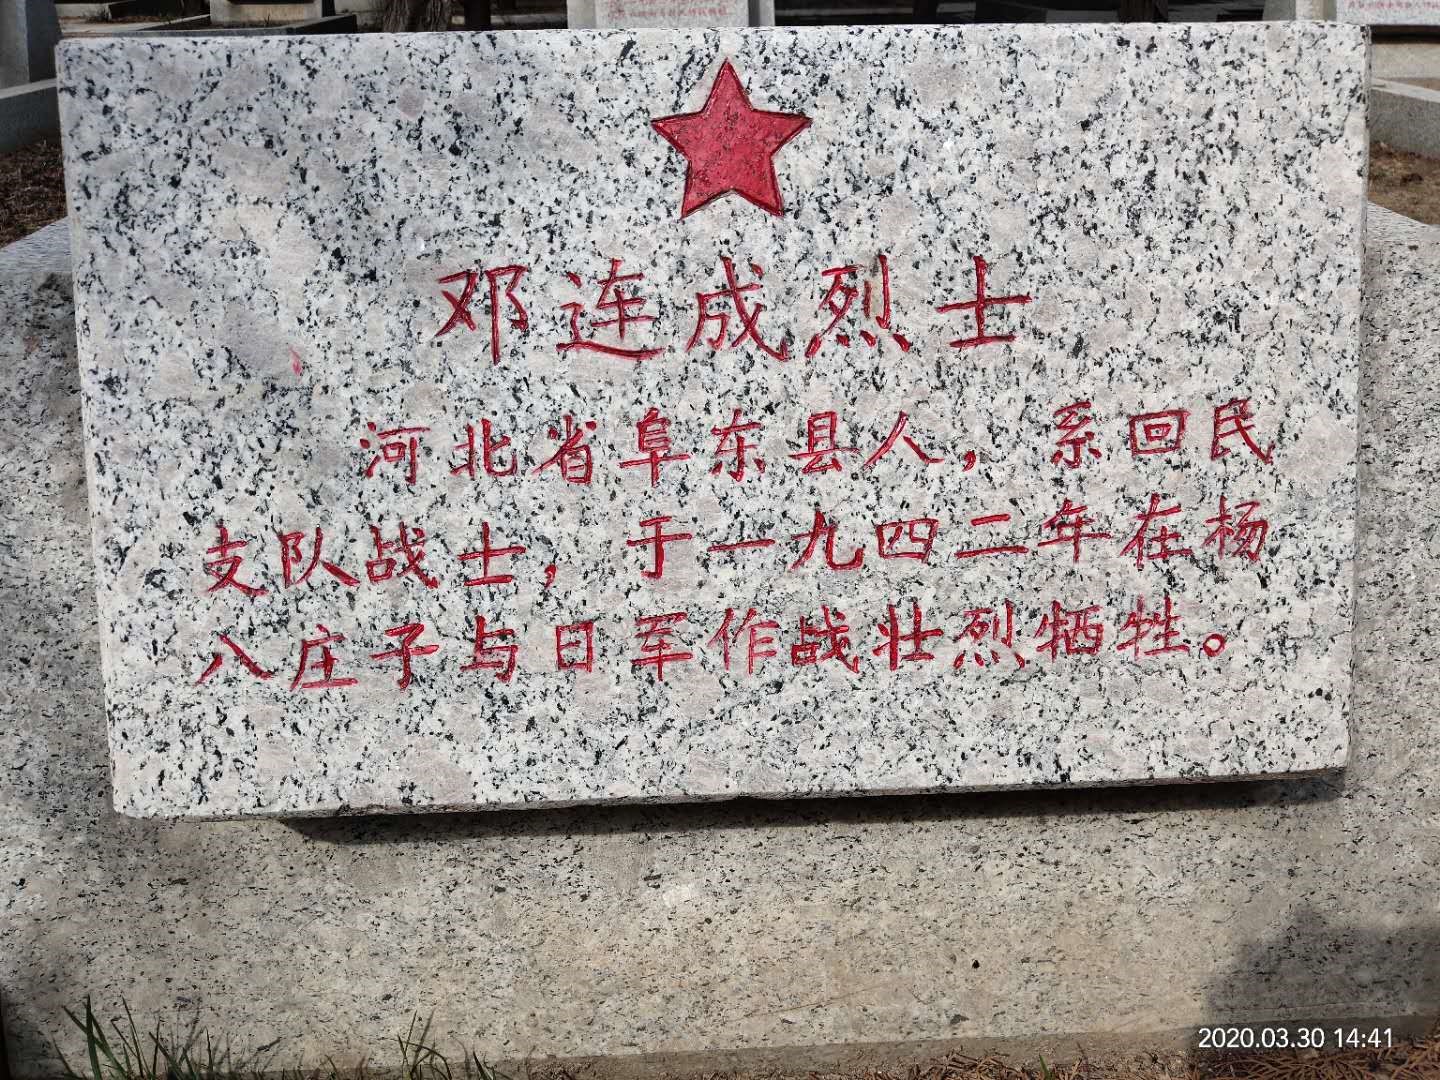 邓连成烈士
河北省阜东县人，系回民
支队战士，于一九四二年在杨
八庄子与日军作战壮烈牺牲。
2020.03.30 14:41